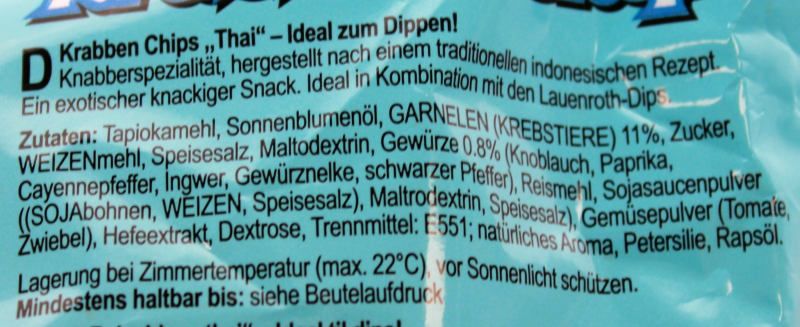 D Krabben Chips „Thai“ – Ideal zum Dippen!
Knabberspezialität, hergestellt nach einem traditionellen indonesischen Rezept.
Ein exotischer knackiger Snack. Ideal in Kombination mit den Lauenroth-Dips.
Zutaten: Tapiokamehl, Sonnenblumenöl, GARNELEN (KREBSTIERE) 11%, Zucker,
WEIZENmehl, Speisesalz, Maltodextrin, Gewürze 0.8% (Knoblauch, Paprika,
Cayennepfeffer, Ingwer, Gewürznelke, schwarzer Pfeffer), Reismehl, Sojasaucenpulver
((SOJAbohnen, WEIZEN, Speisesalz), Maltrodextrin, Speisesalz), Gemüsepulver (Tomate,
Zwiebel), Hefeextrakt, Dextrose, Trennmittel: E551; natürliches Aroma, Petersilie, Rapsöl.
Lagerung bei Zimmertemperatur (max. 22°C), vor Sonnenlicht schützen.
Mindestens haltbar bis: siehe Beutelaufdruck